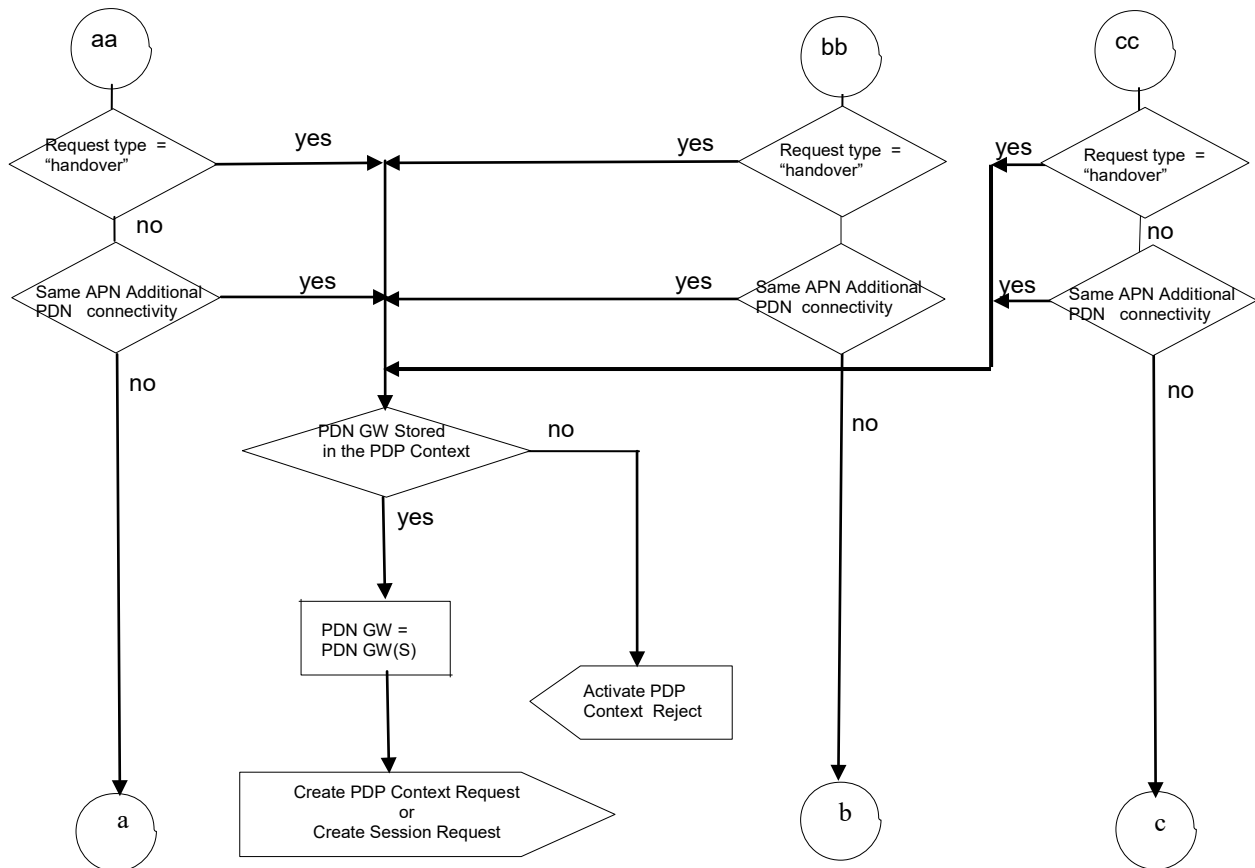 aa
bb
cc
Request type =
“handover”
yes
yes
Request type =
“handover”
yes
Request type =
“handover”
no
no
Same APN Additional
PDN connectivity
yes
yes
Same APN Additional
PDN connectivity
yes
Same APN Additional
PDN connectivity
no
no
no
PDN GW Stored
in the PDP Context
no
yes
PDN GW =
PDN GW(S)
Activate PDP
Context Reject
Create PDP Context Request
or
Create Session Request
a
b
c